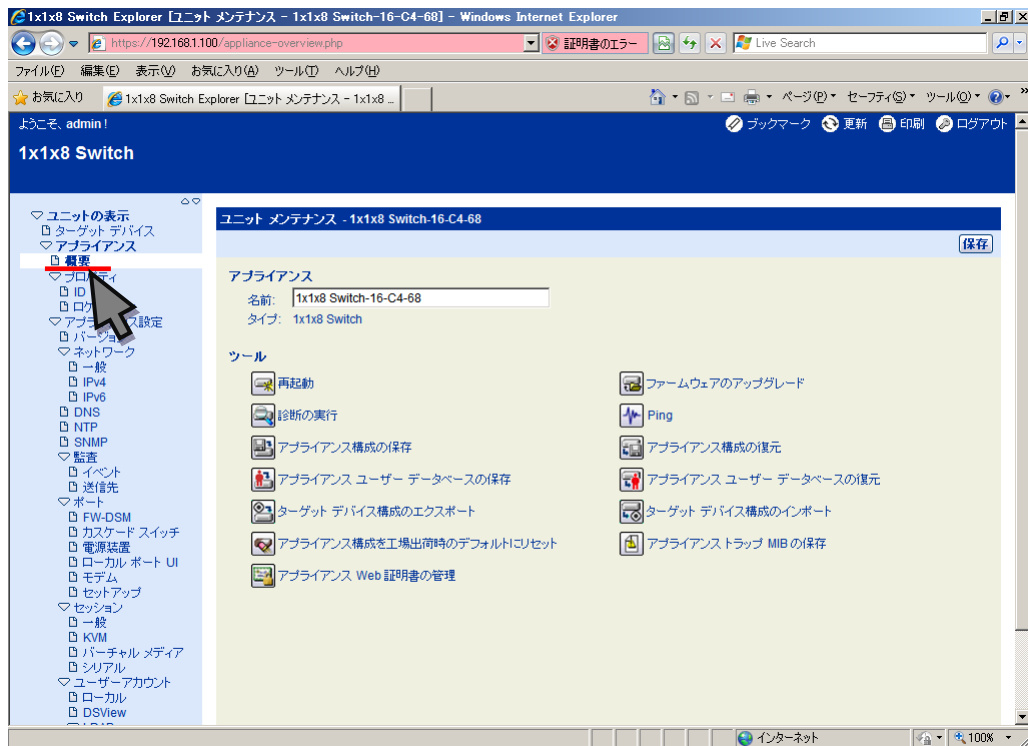 1x1x8 Switch Explorer [ユニット メンテナンス - 1x1x8 Switch-16-C4-68] - Windows Internet Explorer
https://192.168.1.100/appliance-overview.php
証明書のエラー
Live Search
ファイル(F) 編集(E) 表示(V) お気に入り(A) ツール(T) ヘルプ(H)
お気に入り
1x1x8 Switch Explorer [ユニット メンテナンス - 1x1x8 ...
ページ(P) セーフティ(S) ツール(O)
ようこそ、admin !
ブックマーク 更新 印刷 ログアウト
1x1x8 Switch
ユニットの表示
ターゲット デバイス
アプライアンス
概要
プロパティ
ID
アプ
設定
バージョン
ネットワーク
一般
IPv4
IPv6
DNS
NTP
SNMP
監査
イベント
送信先
ポート
FW-DSM
カスケード スイッチ
電源装置
ローカル ポート UI
モデム
セットアップ
セッション
一般
KVM
バーチャル メディア
シリアル
ユーザーアカウント
ローカル
DSView
ユニット メンテナンス - 1x1x8 Switch-16-C4-68
保存
アプライアンス
名前: 1x1x8 Switch-16-C4-68
タイプ: 1x1x8 Switch
ツール
再起動
ファームウェアのアップグレード
診断の実行
Ping
アプライアンス構成の保存
アプライアンス構成の復元
アプライアンス ユーザー データベースの保存
アプライアンス ユーザー データベースの復元
ターゲット デバイス構成のエクスポート
ターゲット デバイス構成のインポート
アプライアンス構成を工場出荷時のデフォルトにリセット
アプライアンス トラップ MIB の保存
アプライアンス Web 証明書の管理
インターネット
100%